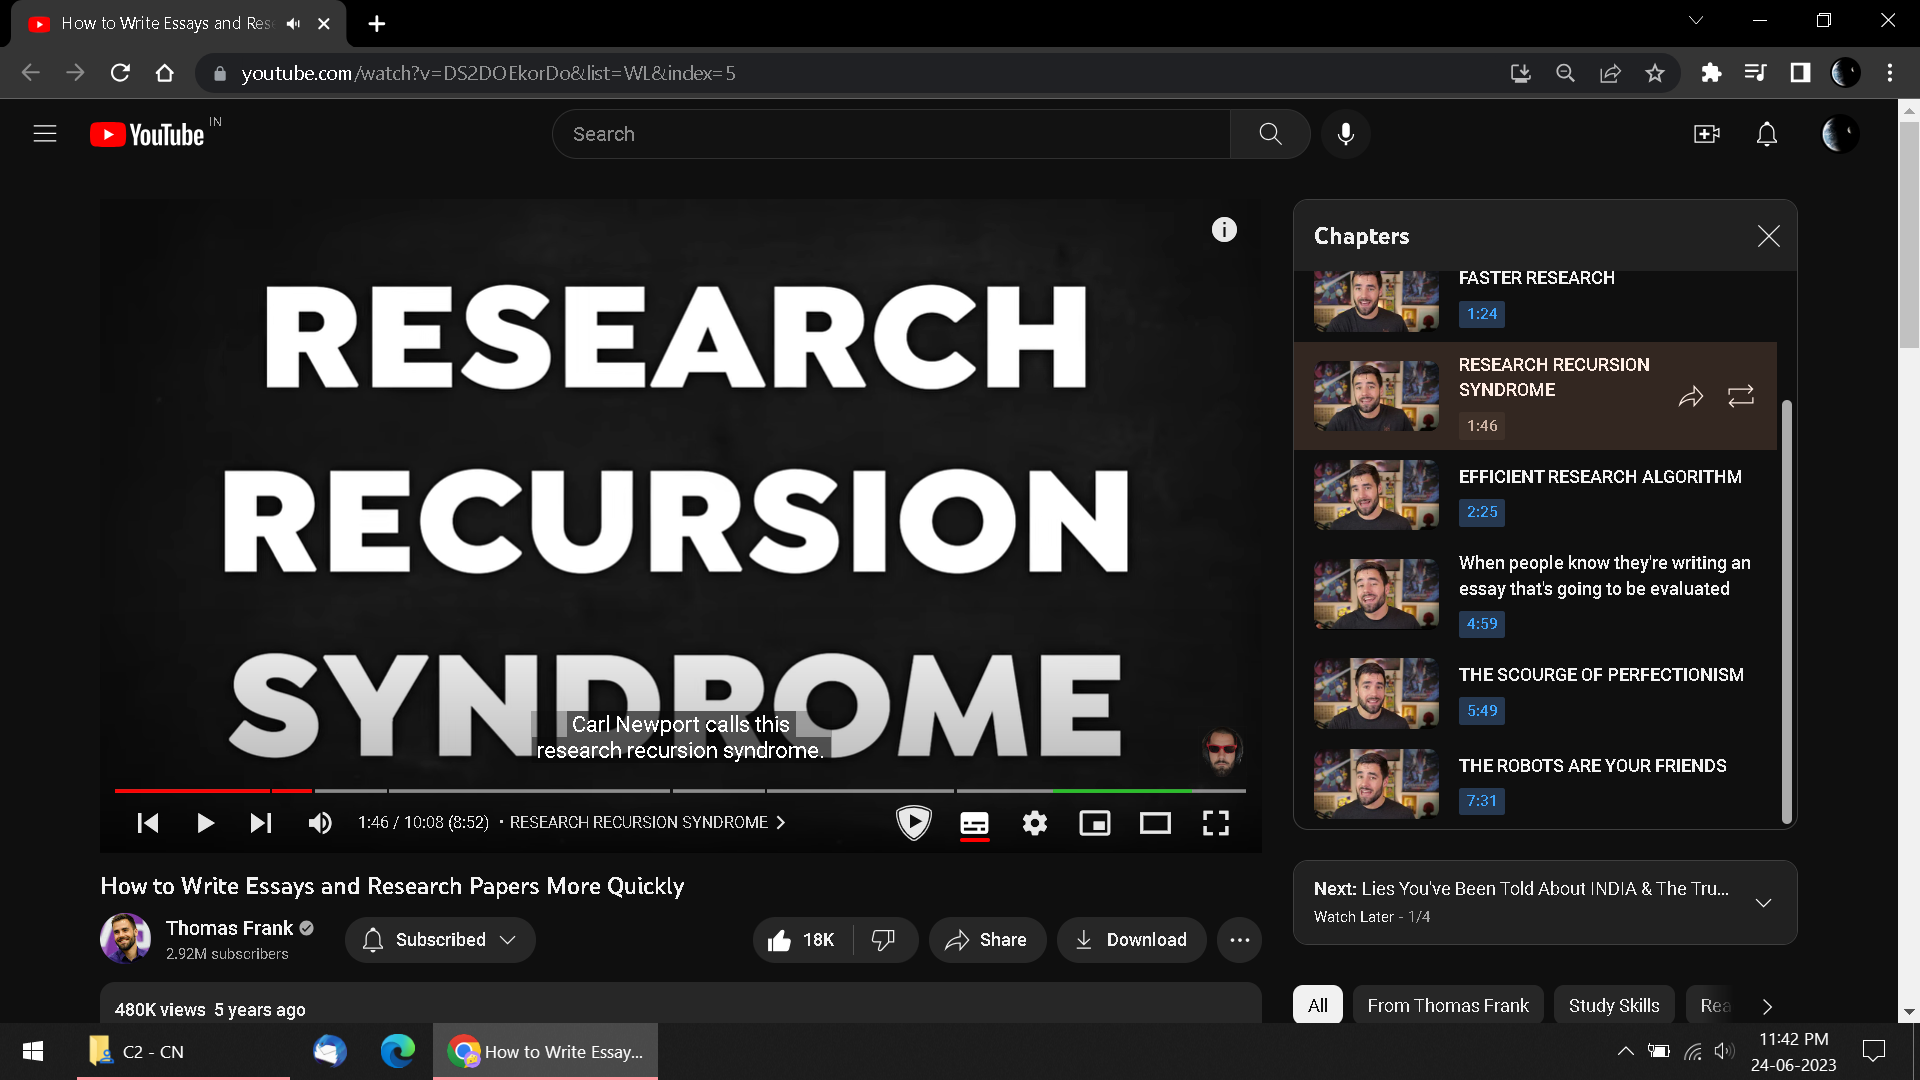 How to Write Essays and Res
youtube.com/watch?v=DS2DOEkorDo&list=WL&index=5
YouTube IN
Search
RESEARCH
RECURSION
SYNDROME
Carl Newport calls this
research recursion syndrome.
1:46 / 10:08 (8:52) • RESEARCH RECURSION SYNDROME
How to Write Essays and Research Papers More Quickly
Thomas Frank
2.92M subscribers
Subscribed
18K
Share
Download
480K views 5 years ago
Chapters
FASTER RESEARCH
1:24
RESEARCH RECURSION
SYNDROME
1:46
EFFICIENT RESEARCH ALGORITHM
2:25
When people know they're writing an
essay that's going to be evaluated
4:59
THE SCOURGE OF PERFECTIONISM
5:49
THE ROBOTS ARE YOUR FRIENDS
7:31
Next: Lies You've Been Told About INDIA & The Tru...
Watch Later - 1/4
All From Thomas Frank Study Skills Rea
C2 - CN
How to Write Essay...
11:42 PM
24-06-2023